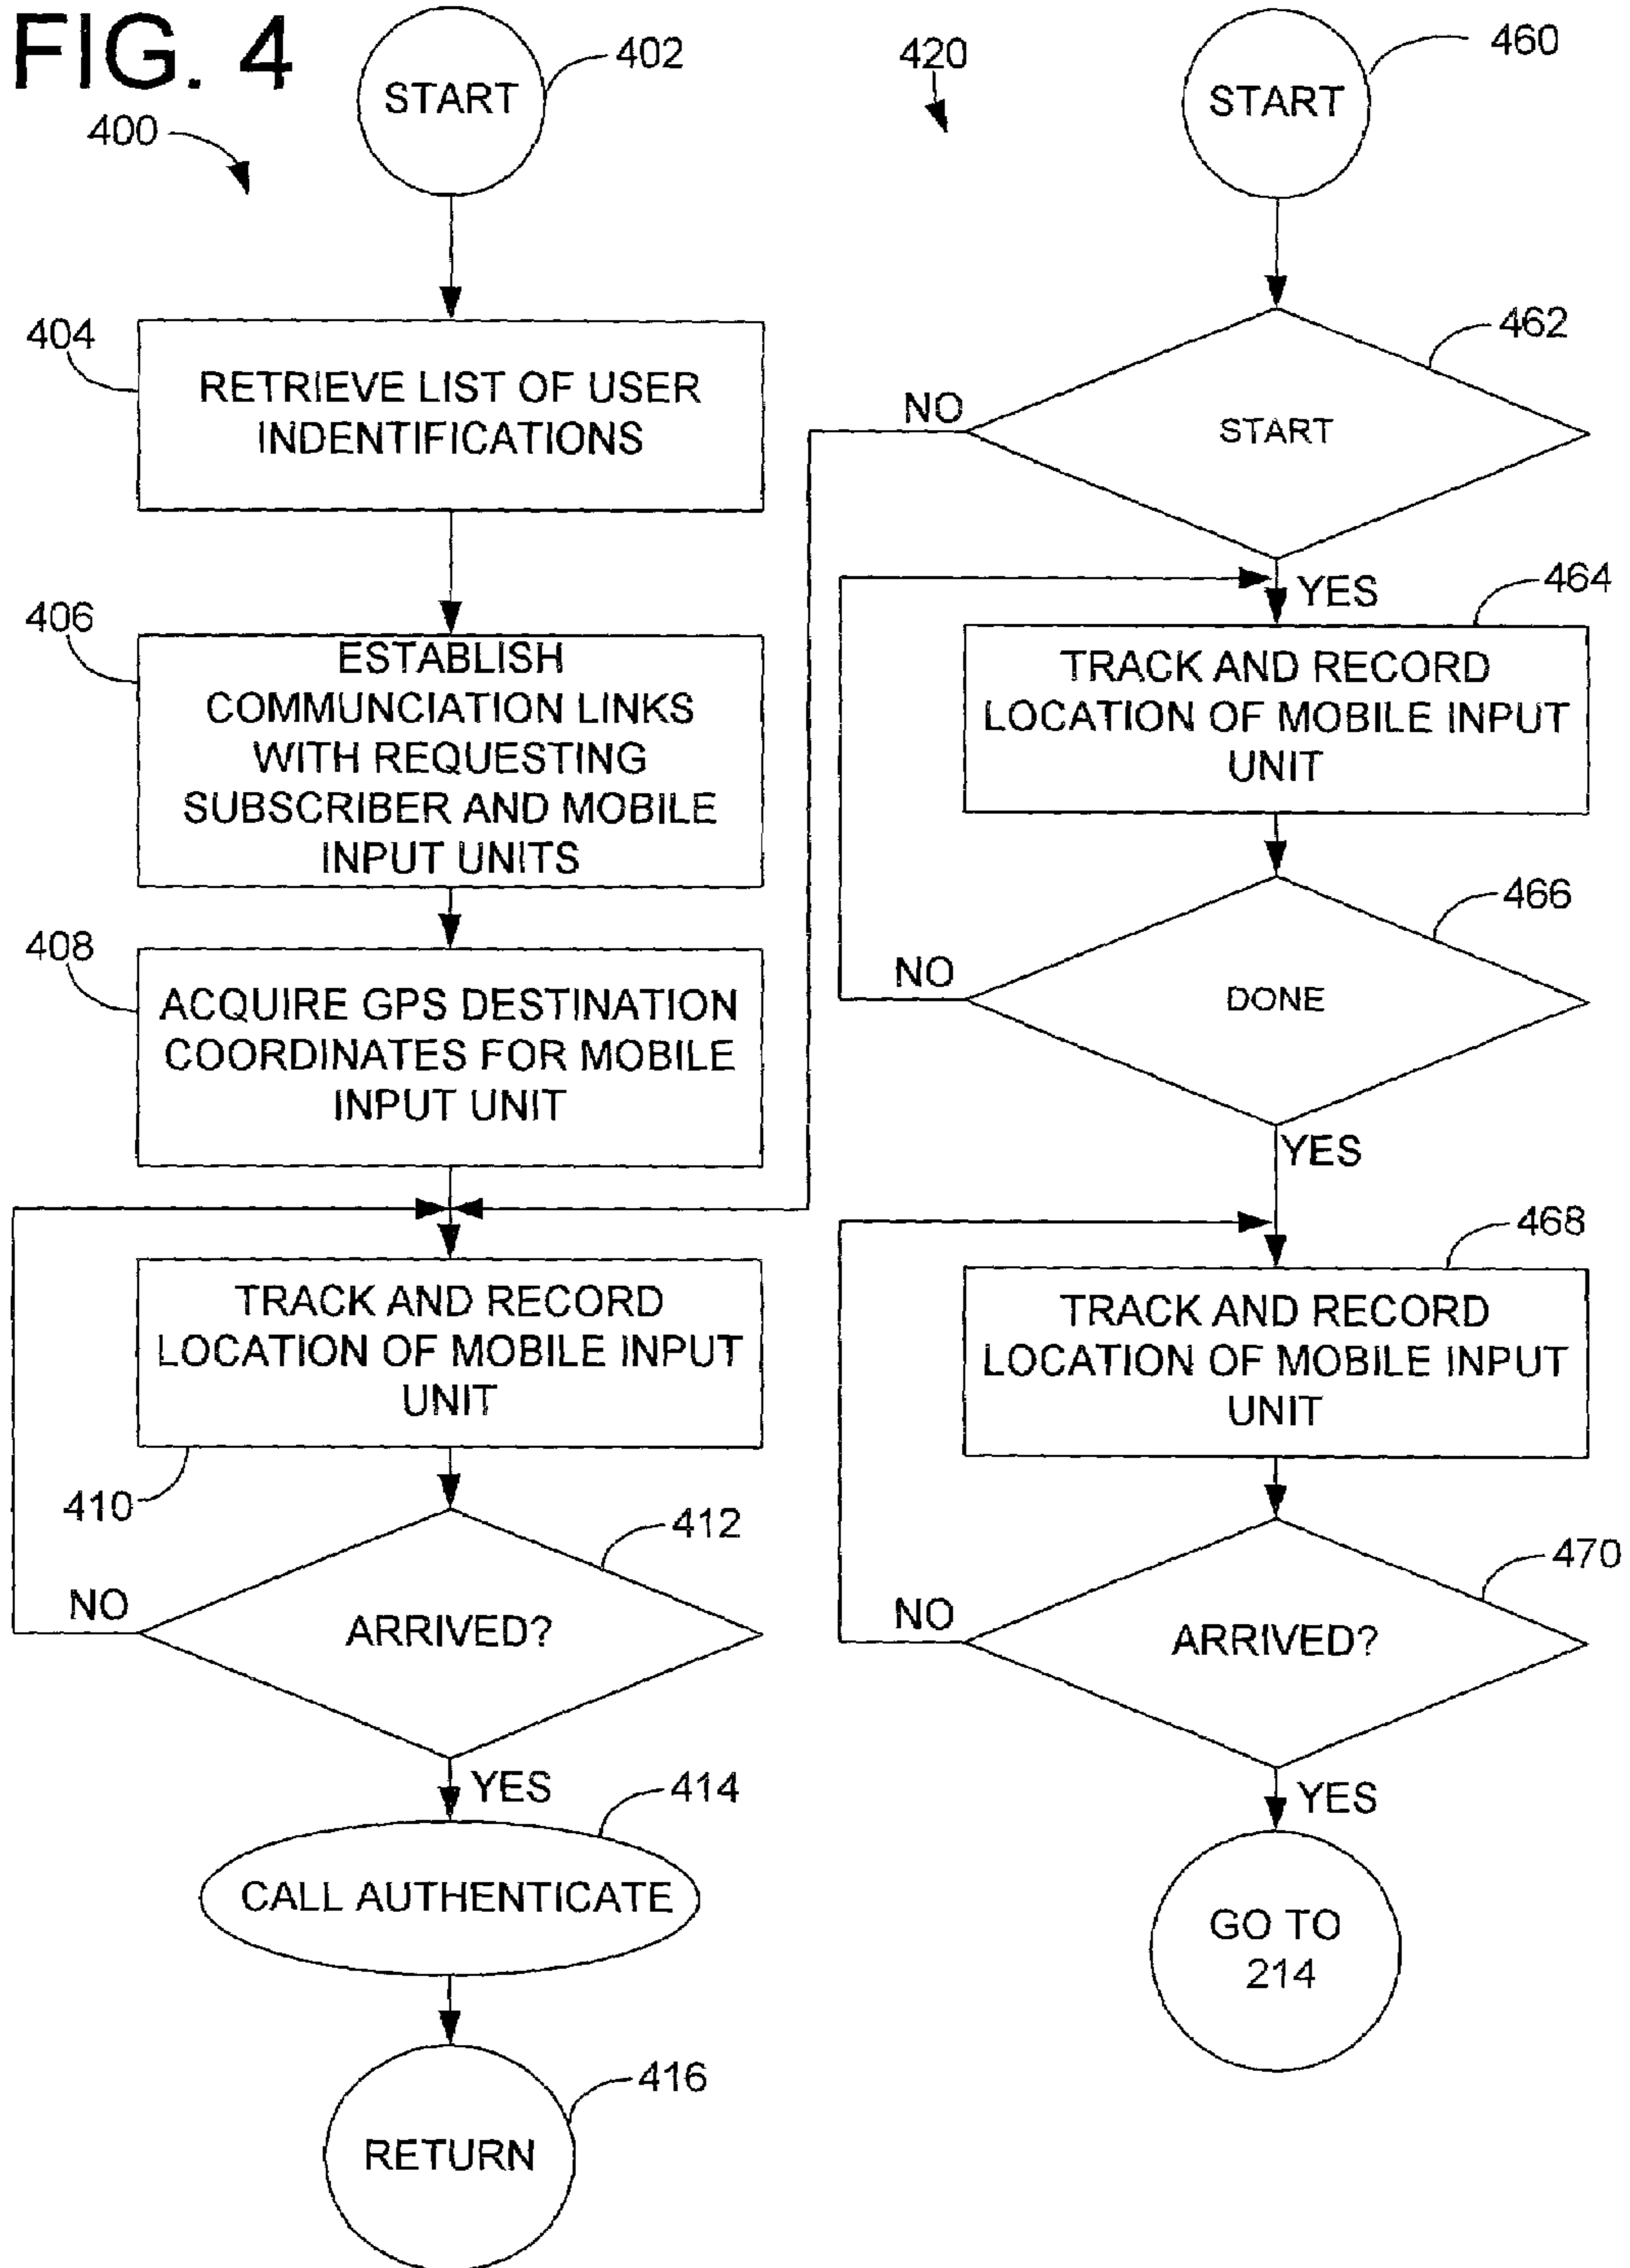 FIG. 4
400
START
402
404
RETRIEVE LIST OF USER
INDENTIFICATIONS
406
ESTABLISH
COMMUNCIATION LINKS
WITH REQUESTING
SUBSCRIBER AND MOBILE
INPUT UNITS
408
ACQUIRE GPS DESTINATION
COORDINATES FOR MOBILE
INPUT UNIT
TRACK AND RECORD
LOCATION OF MOBILE INPUT
UNIT
410
412
NO
ARRIVED?
YES
414
CALL AUTHENTICATE
416
RETURN
420
START
460
462
NO
START
YES
464
TRACK AND RECORD
LOCATION OF MOBILE INPUT
UNIT
466
NO
DONE
YES
468
TRACK AND RECORD
LOCATION OF MOBILE INPUT
UNIT
470
NO
ARRIVED?
YES
GO TO
214